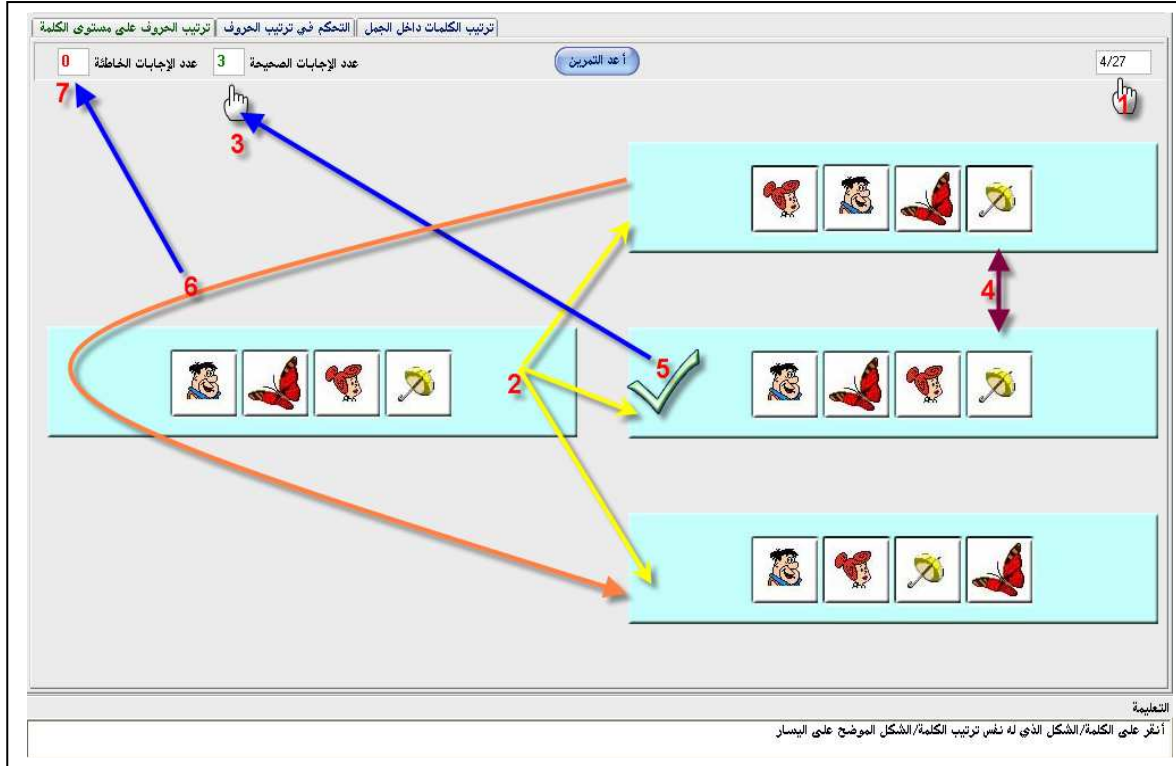 ترتيب الكلمات داخل الجمل التحكم في ترتيب الحروف ترتيب الحروف على مستوى الكلمة
4/27 أعد التمرين عدد الإجابات الصحيحة 3 عدد الإجابات الخاطئة 0
1
7
3
6
4
5
2
التعليمة
أنقر على الكلمة/الشكل الذي له نفس ترتيب الكلمة/الشكل الموضح على اليسار